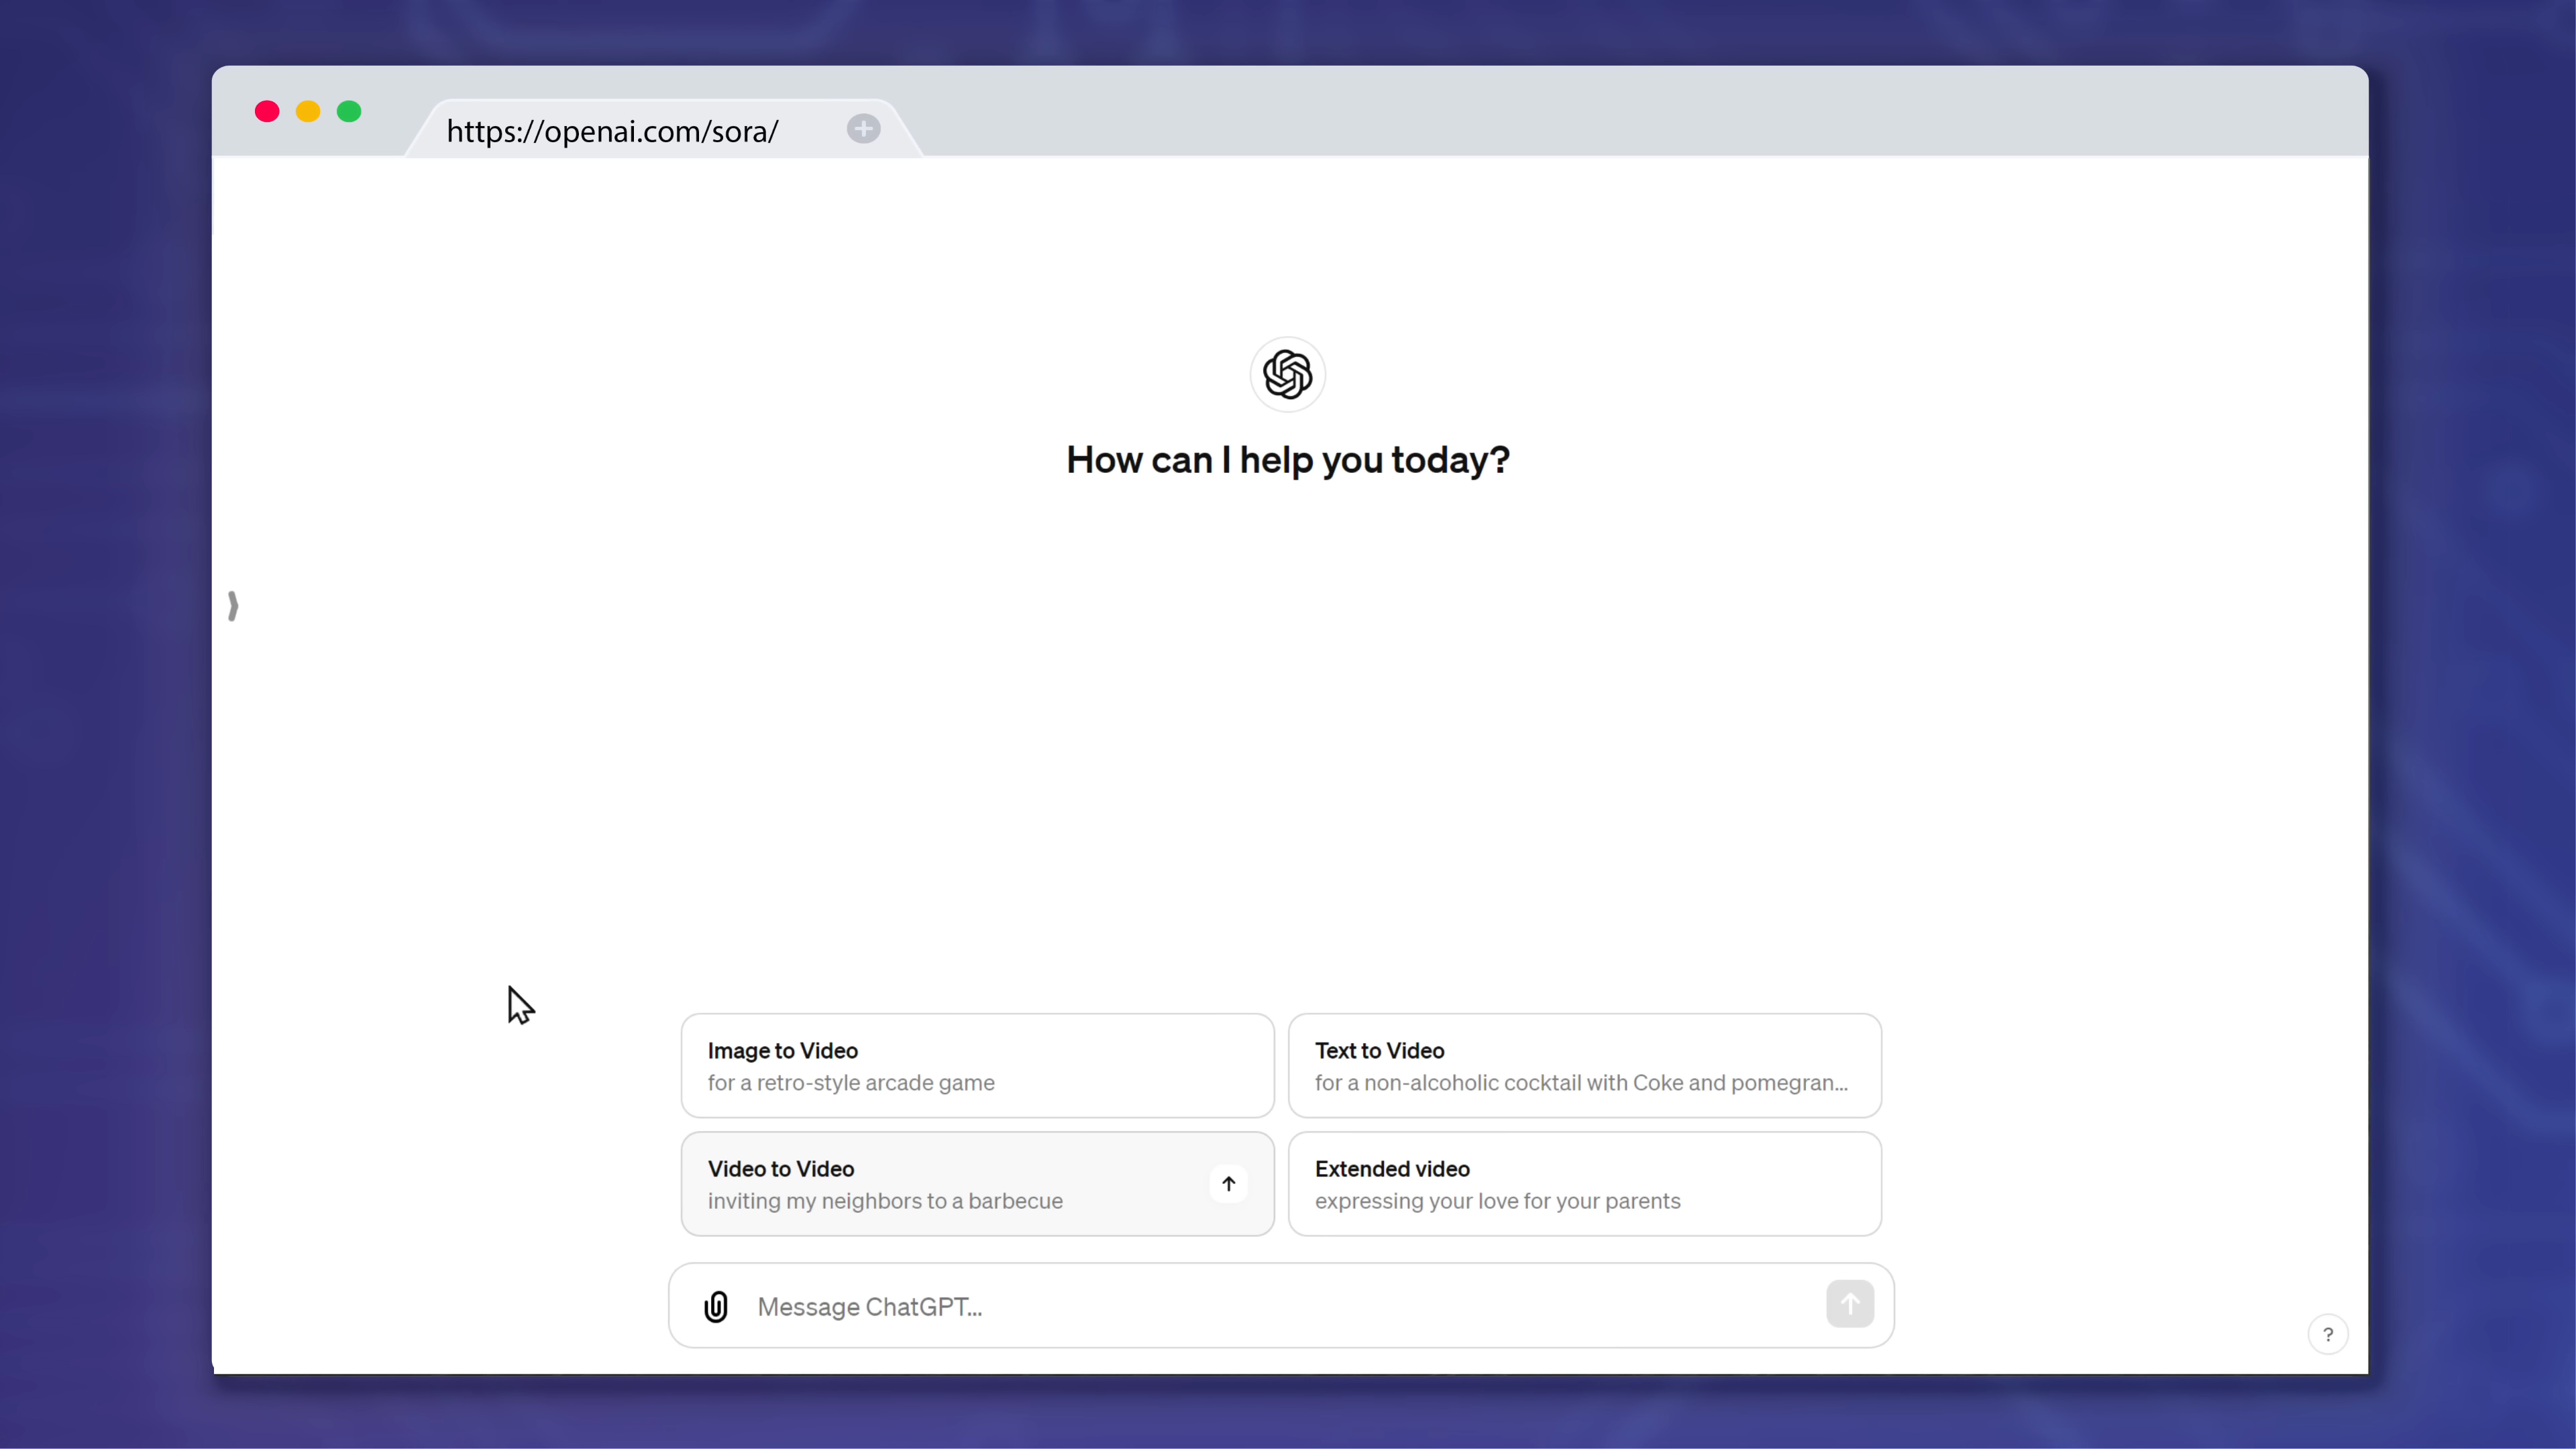 https://openai.com/sora/
How can I help you today?
Image to Video
for a retro-style arcade game
Text to Video
for a non-alcoholic cocktail with Coke and pomegran...
Video to Video
inviting my neighbors to a barbecue
Extended video
expressing your love for your parents
Message ChatGPT...
?